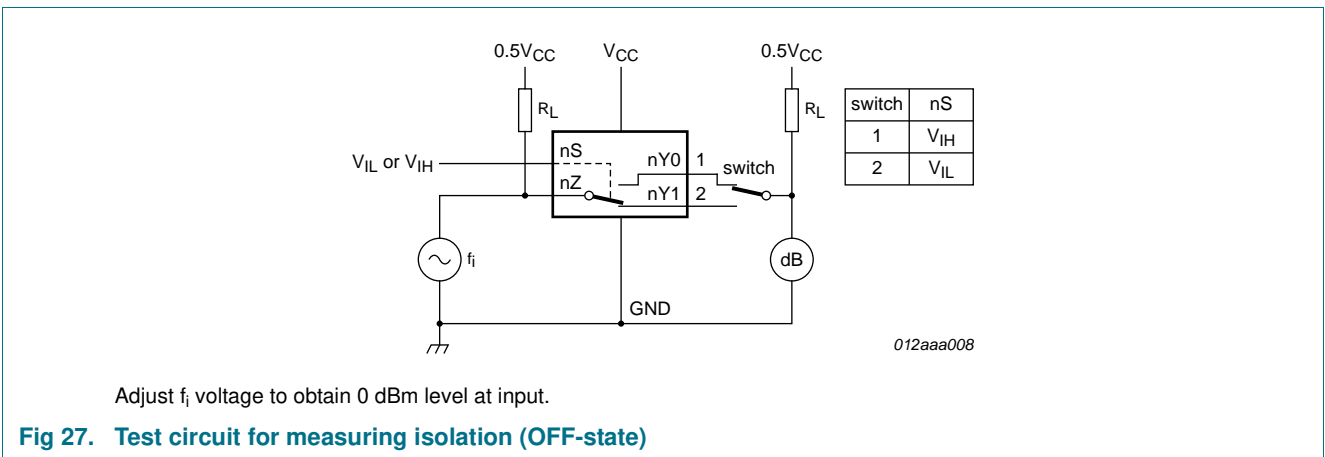 0.5VCC VCC 0.5VCC
RL RL
switch nS
1 VIH
2 VIL
VIL or VIH nS nY0 1 switch
nZ nY1 2
fi dB
GND
012aaa008
Adjust fi voltage to obtain 0 dBm level at input.
Fig 27. Test circuit for measuring isolation (OFF-state)